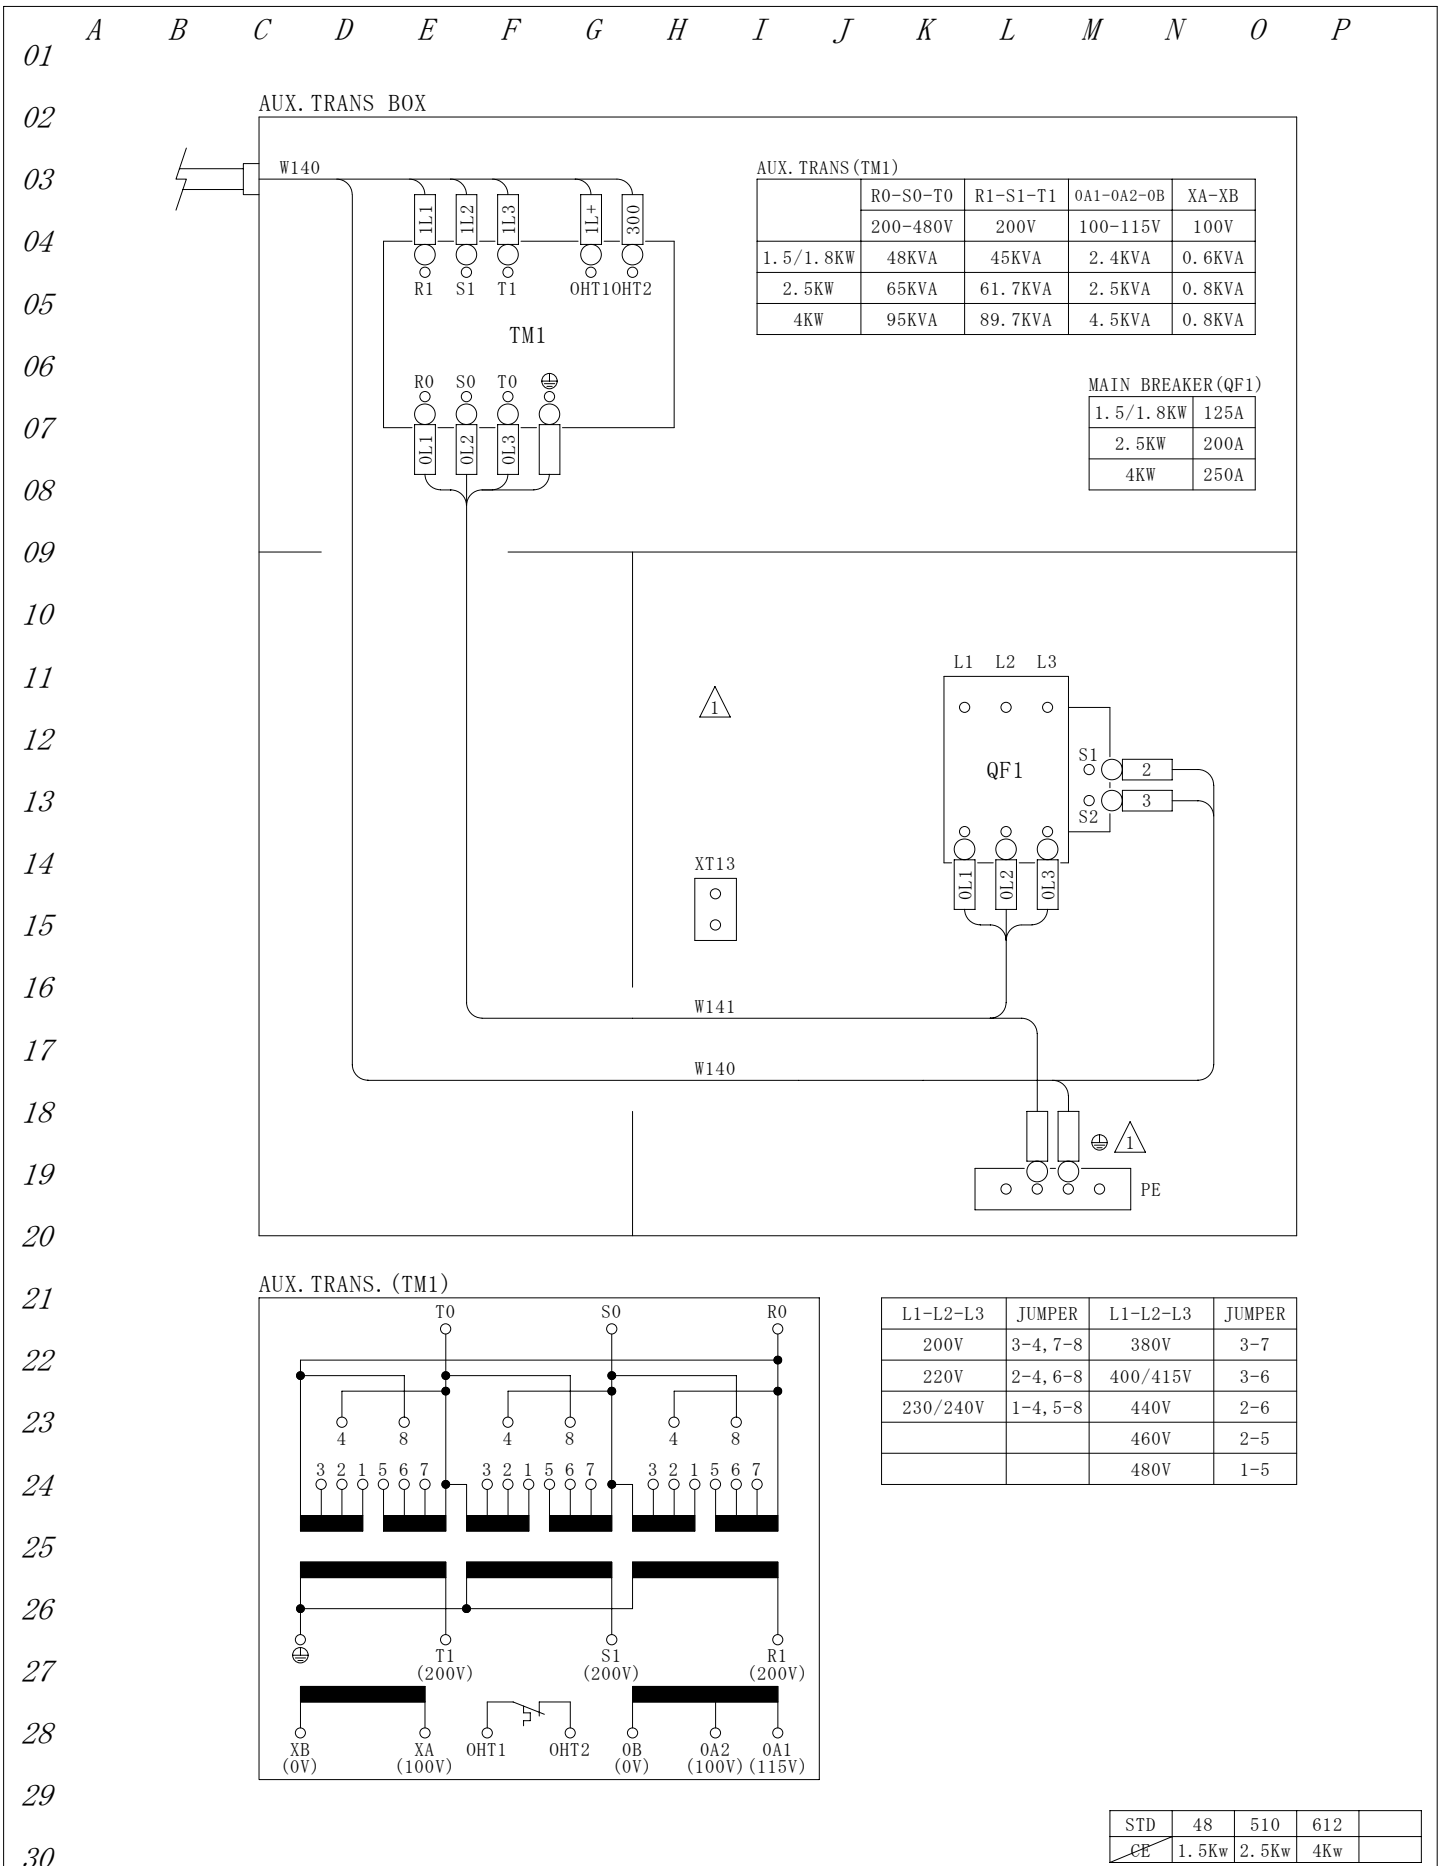 A B C D E F G H I J K L M N O P
01
02
03
04
05
06
07
08
09
10
11
12
13
14
15
16
17
18
19
20
21
22
23
24
25
26
27
28
29
30
AUX.TRANS BOX
W140
1L1 1L2 1L3 1L+ 300
R1 S1 T1 OHT1 OHT2
TM1
R0 S0 T0
0L1 0L2 0L3
AUX.TRANS(TM1)
R0-S0-T0 R1-S1-T1 0A1-0A2-0B XA-XB
200-480V 200V 100-115V 100V
1.5/1.8KW 48KVA 45KVA 2.4KVA 0.6KVA
2.5KW 65KVA 61.7KVA 2.5KVA 0.8KVA
4KW 95KVA 89.7KVA 4.5KVA 0.8KVA
MAIN BREAKER(QF1)
1.5/1.8KW 125A
2.5KW 200A
4KW 250A
L1 L2 L3
1
S1
QF1 2
3
S2
XT13
0L1 0L2 0L3
W141
W140
1
PE
AUX.TRANS.(TM1)
T0 S0 R0
4 8 4 8 4 8
3 2 1 5 6 7 3 2 1 5 6 7 3 2 1 5 6 7
T1 S1 R1
(200V) (200V) (200V)
XB XA OHT1 OHT2 0B 0A2 0A1
(0V) (100V) (0V) (100V) (115V)
L1-L2-L3 JUMPER L1-L2-L3 JUMPER
200V 3-4,7-8 380V 3-7
220V 2-4,6-8 400/415V 3-6
230/240V 1-4,5-8 440V 2-6
460V 2-5
480V 1-5
STD 48 510 612
CE 1.5Kw 2.5Kw 4Kw